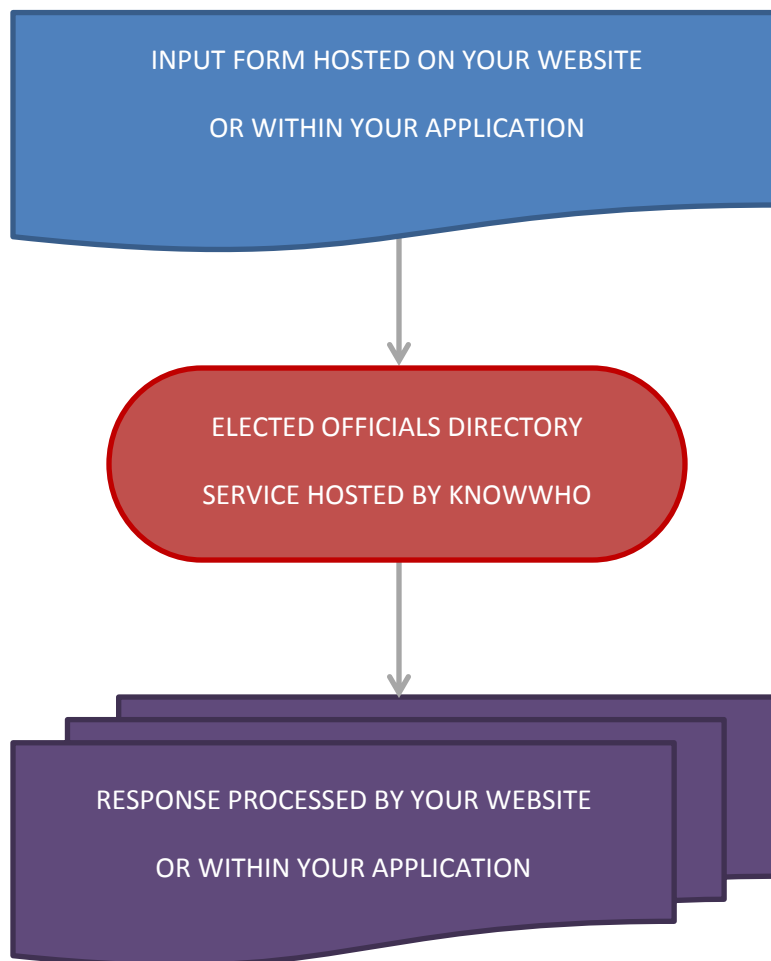 INPUT FORM HOSTED ON YOUR WEBSITE
OR WITHIN YOUR APPLICATION
ELECTED OFFICIALS DIRECTORY
SERVICE HOSTED BY KNOWWHO
RESPONSE PROCESSED BY YOUR WEBSITE
OR WITHIN YOUR APPLICATION